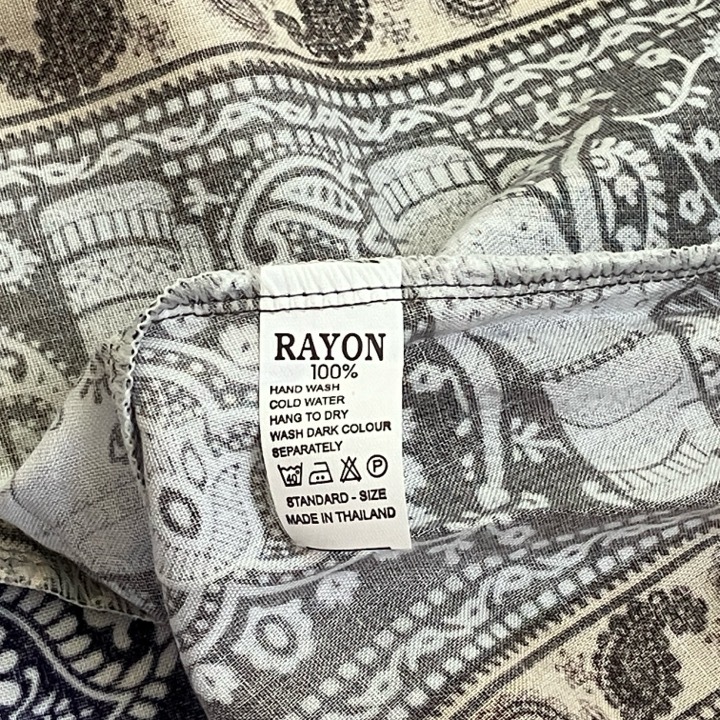 RAYON
100%
HAND WASH
COLD WATER
HANG TO DRY
WASH DARK COLOUR
SEPARATELY
40 P
STANDARD - SIZE
MADE IN THAILAND